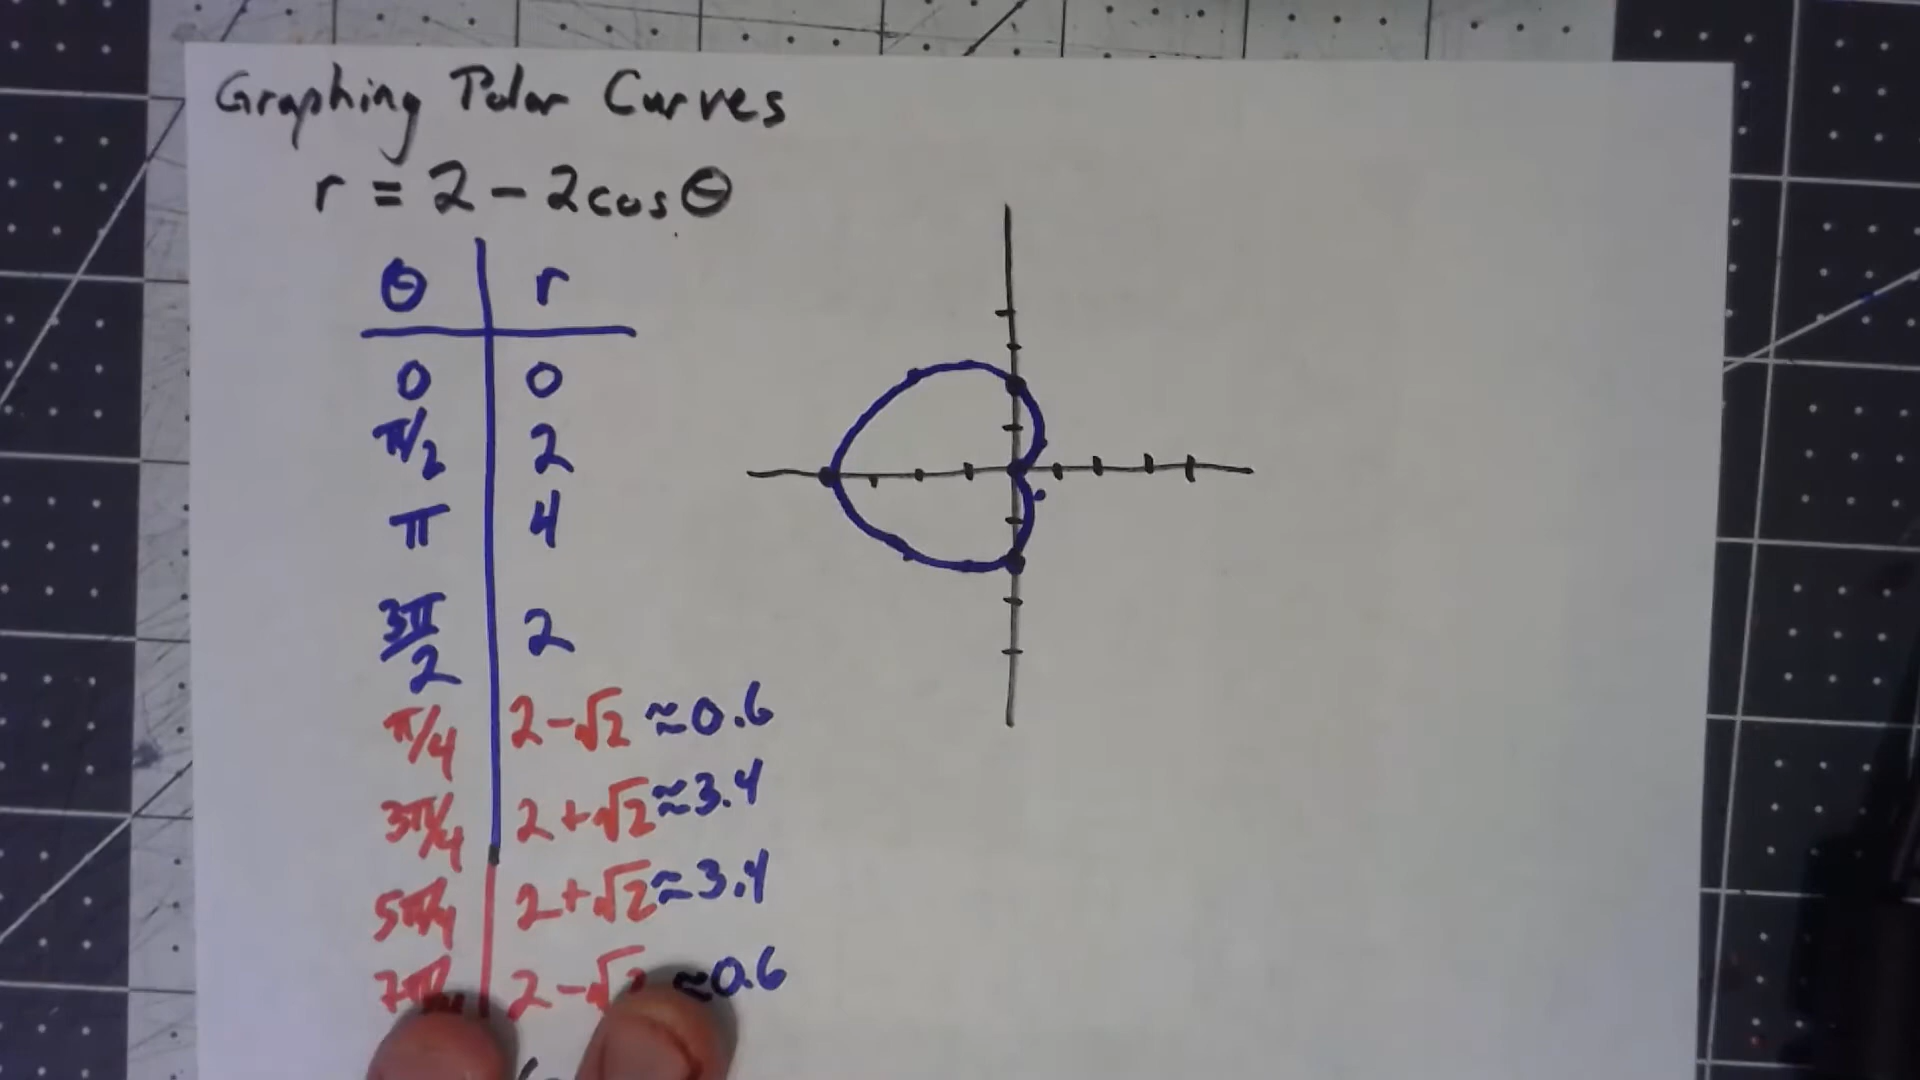 Graphing Polar Curves
r = 2 - 2cosθ
θ r
0 0
π/2 2
π 4
3π/2 2
π/4 2-√2 ≈0.6
3π/4 2+√2 ≈3.4
5π/4 2+√2 ≈3.4
2-√2 ≈0.6